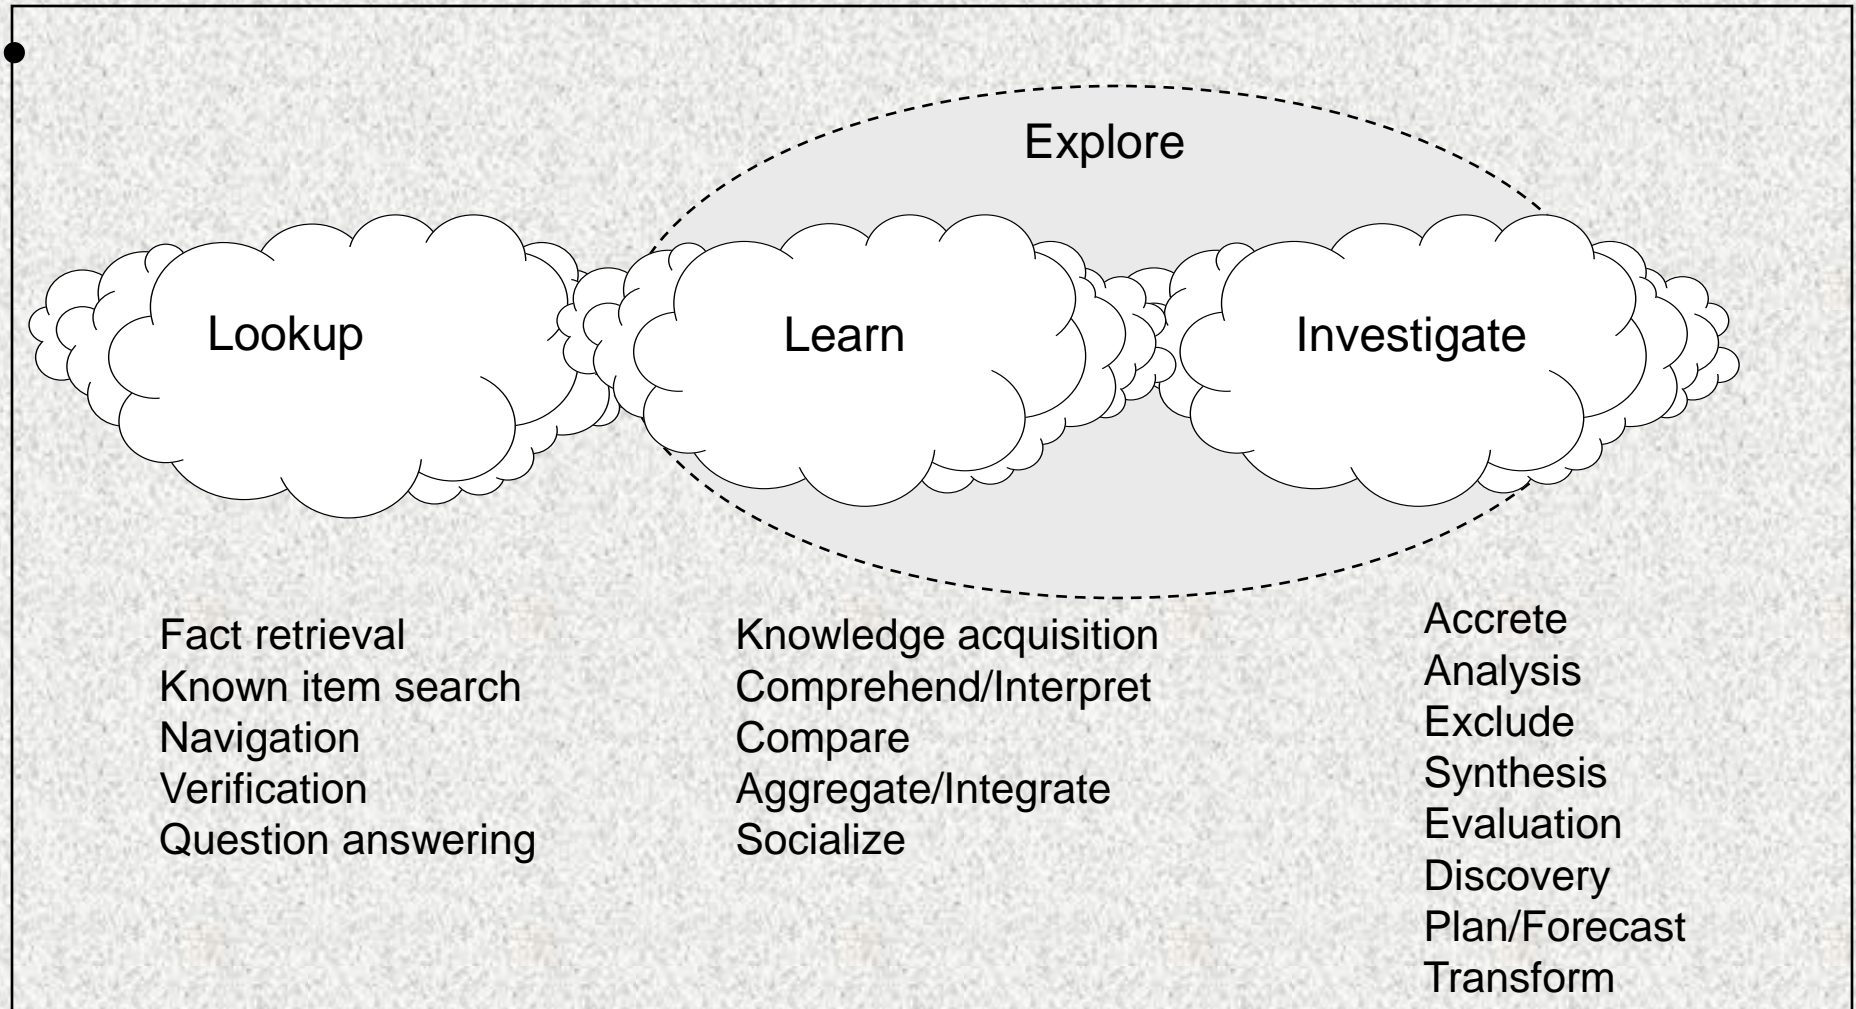 Explore
Lookup
Learn
Investigate
Fact retrieval
Known item search
Navigation
Verification
Question answering
Knowledge acquisition
Comprehend/Interpret
Compare
Aggregate/Integrate
Socialize
Accrete
Analysis
Exclude
Synthesis
Evaluation
Discovery
Plan/Forecast
Transform